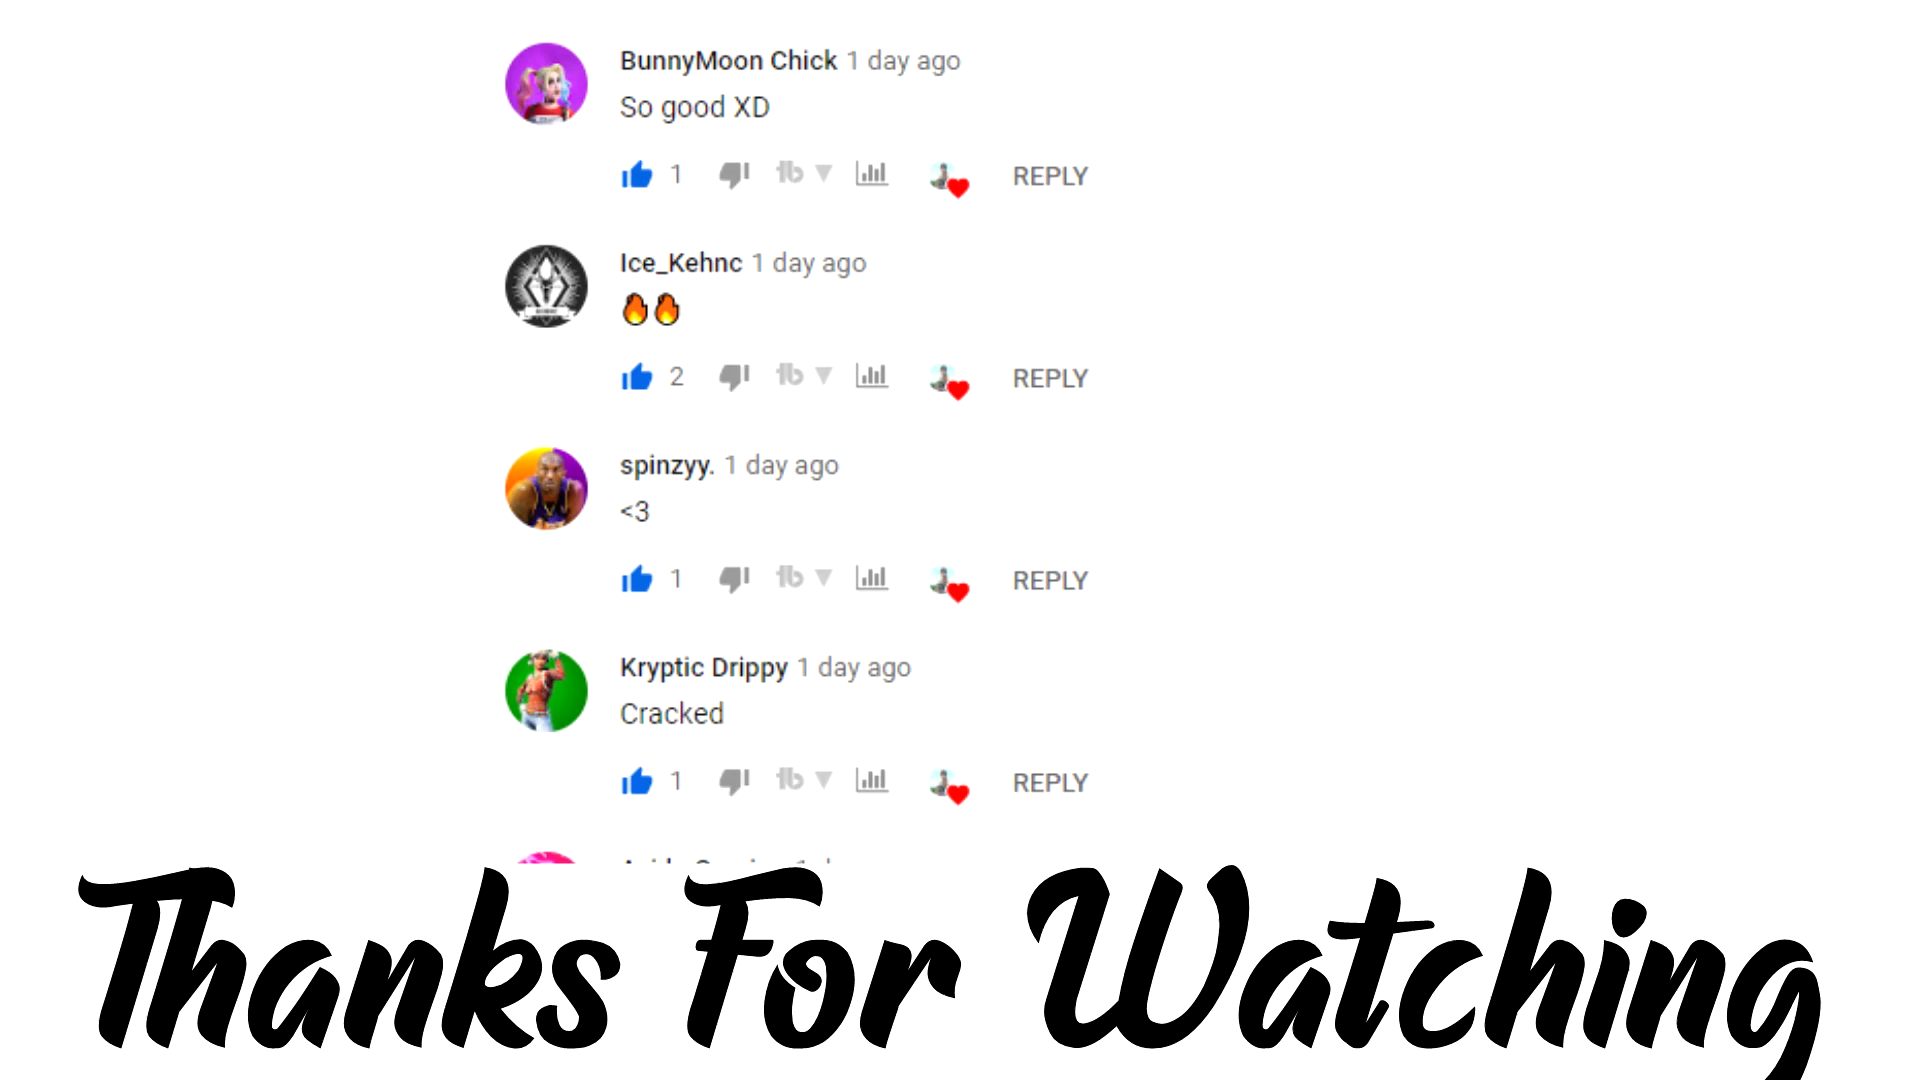 BunnyMoon Chick 1 day ago
So good XD
1 REPLY
Ice_Kehnc 1 day ago
🔥🔥
2 REPLY
spinzyy. 1 day ago
<3
1 REPLY
Kryptic Drippy 1 day ago
Cracked
1 REPLY
Thanks For Watching